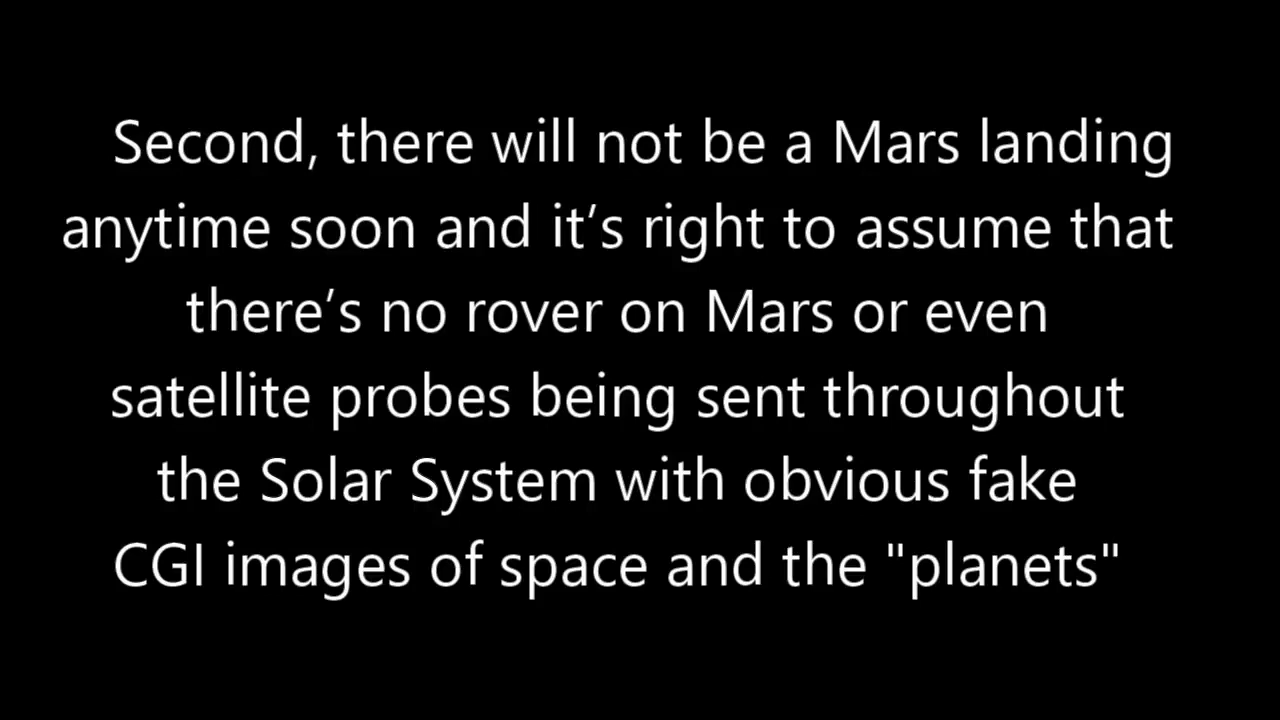 Second, there will not be a Mars landing
anytime soon and it’s right to assume that
there’s no rover on Mars or even
satellite probes being sent throughout
the Solar System with obvious fake
CGI images of space and the "planets"